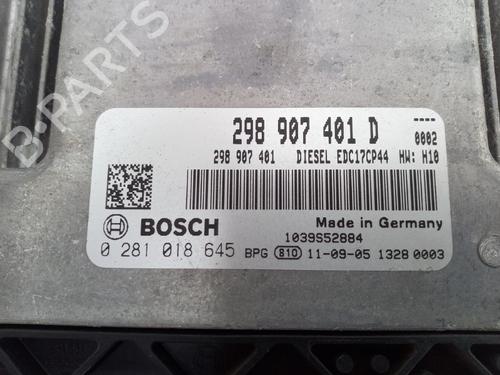 B-PARTS
298 907 401 D
----
0002
298 907 401 DIESEL EDC17CP44 HW: H10
BOSCH
Made in Germany
1039S52884
0 281 018 645 BPG 810 11-09-05 1328 0003